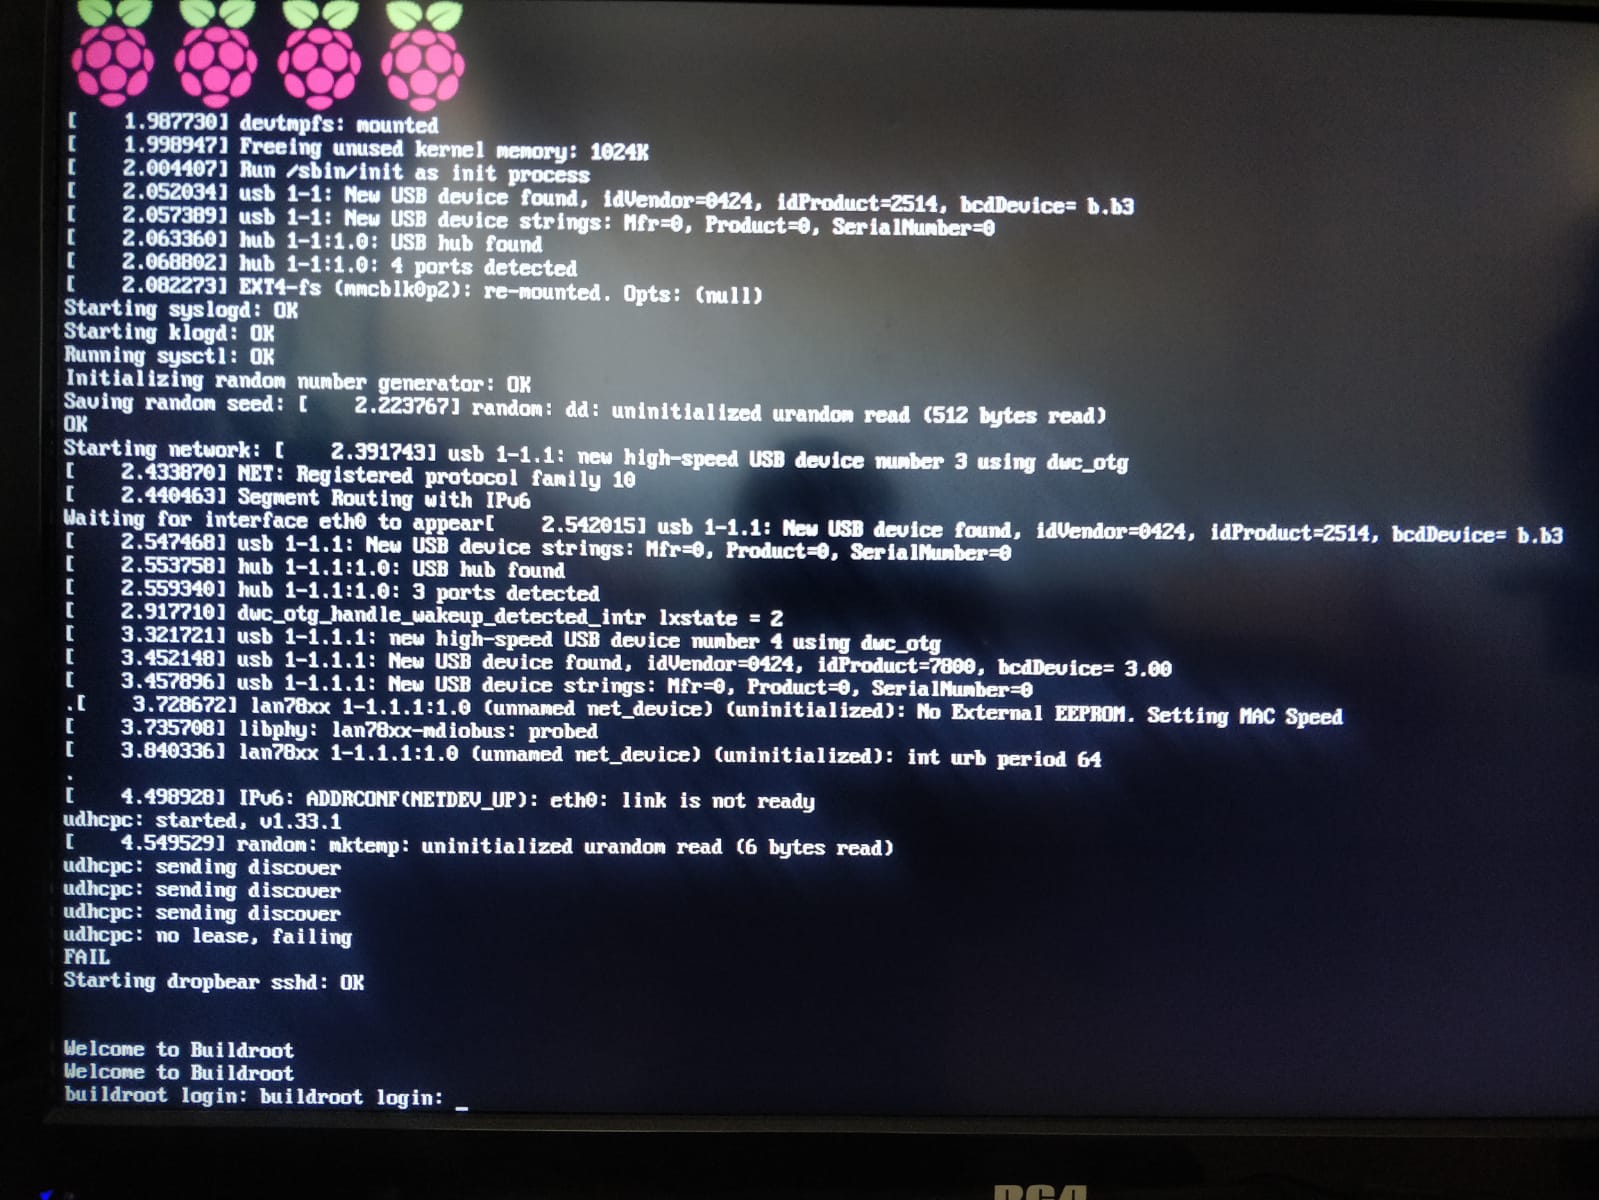 [    1.987730] devtmpfs: mounted
[    1.998947] Freeing unused kernel memory: 1024K
[    2.004407] Run /sbin/init as init process
[    2.052034] usb 1-1: New USB device found, idVendor=0424, idProduct=2514, bcdDevice= b.b3
[    2.057389] usb 1-1: New USB device strings: Mfr=0, Product=0, SerialNumber=0
[    2.063360] hub 1-1:1.0: USB hub found
[    2.068802] hub 1-1:1.0: 4 ports detected
[    2.082273] EXT4-fs (mmcblk0p2): re-mounted. Opts: (null)
Starting syslogd: OK
Starting klogd: OK
Running sysctl: OK
Initializing random number generator: OK
Saving random seed: [    2.223767] random: dd: uninitialized urandom read (512 bytes read)
OK
Starting network: [    2.391743] usb 1-1.1: new high-speed USB device number 3 using dwc_otg
[    2.433870] NET: Registered protocol family 10
[    2.440463] Segment Routing with IPv6
Waiting for interface eth0 to appear[    2.542015] usb 1-1.1: New USB device found, idVendor=0424, idProduct=2514, bcdDevice= b.b3
[    2.547468] usb 1-1.1: New USB device strings: Mfr=0, Product=0, SerialNumber=0
[    2.553758] hub 1-1.1:1.0: USB hub found
[    2.559340] hub 1-1.1:1.0: 3 ports detected
[    2.917710] dwc_otg_handle_wakeup_detected_intr lxstate = 2
[    3.321721] usb 1-1.1.1: new high-speed USB device number 4 using dwc_otg
[    3.452148] usb 1-1.1.1: New USB device found, idVendor=0424, idProduct=7800, bcdDevice= 3.00
[    3.457896] usb 1-1.1.1: New USB device strings: Mfr=0, Product=0, SerialNumber=0
.[    3.728672] lan78xx 1-1.1.1:1.0 (unnamed net_device) (uninitialized): No External EEPROM. Setting MAC Speed
[    3.735708] libphy: lan78xx-mdiobus: probed
[    3.840336] lan78xx 1-1.1.1:1.0 (unnamed net_device) (uninitialized): int urb period 64
.
[    4.498928] IPv6: ADDRCONF(NETDEV_UP): eth0: link is not ready
udhcpc: started, v1.33.1
[    4.549529] random: mktemp: uninitialized urandom read (6 bytes read)
udhcpc: sending discover
udhcpc: sending discover
udhcpc: sending discover
udhcpc: no lease, failing
FAIL
Starting dropbear sshd: OK
Welcome to Buildroot
Welcome to Buildroot
buildroot login: buildroot login: _
RCA